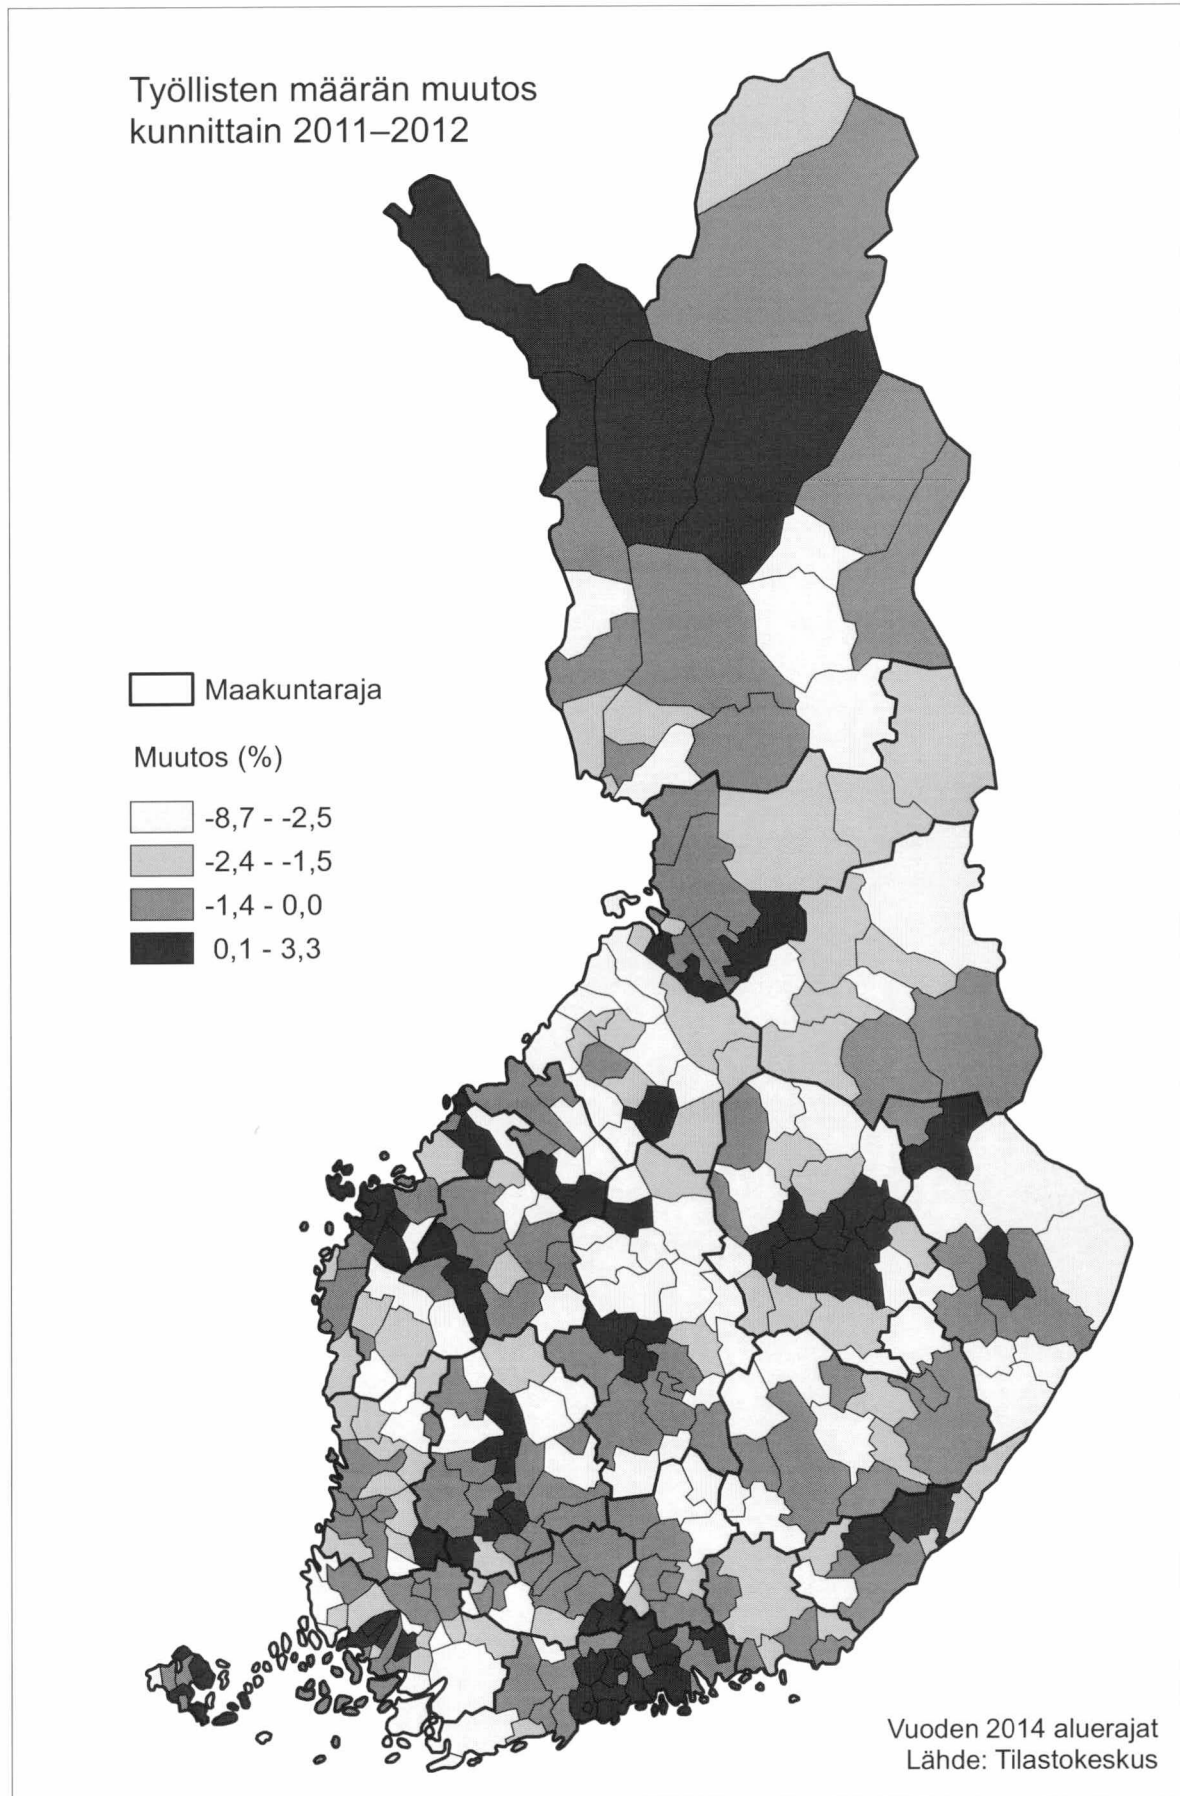 Työllisten määrän muutos
kunnittain 2011–2012
Maakuntaraja
Muutos (%)
-8,7 - -2,5
-2,4 - -1,5
-1,4 - 0,0
0,1 - 3,3
Vuoden 2014 aluerajat
Lähde: Tilastokeskus